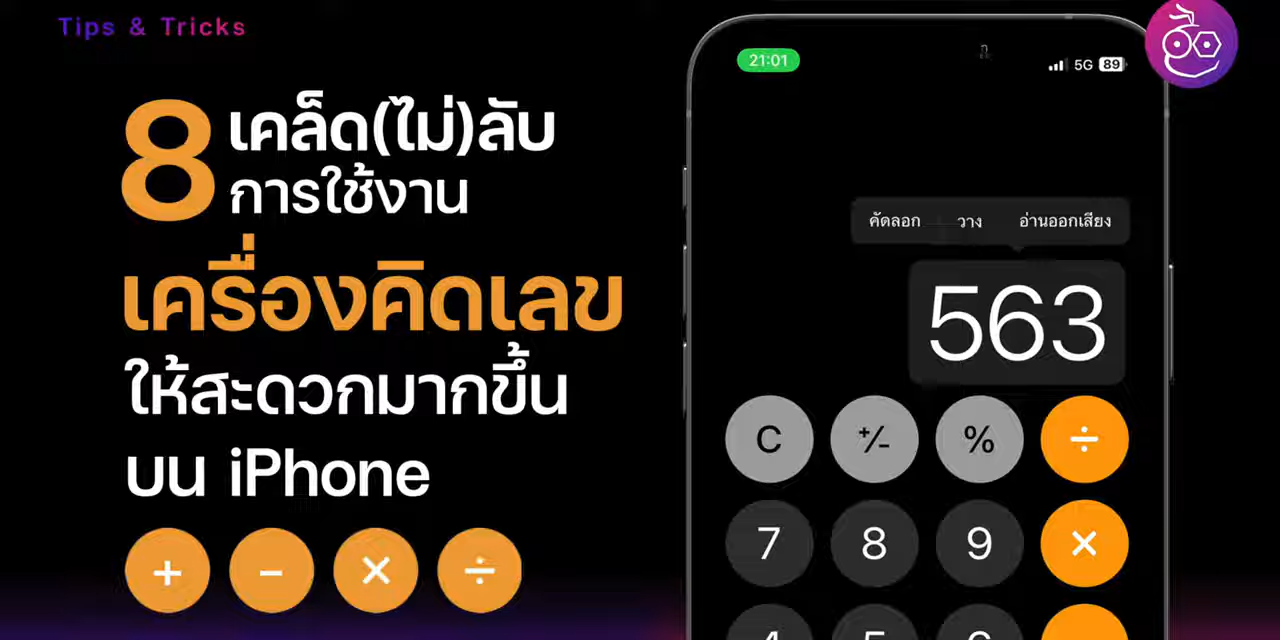 Tips & Tricks
8 เคล็ด(ไม่)ลับ
การใช้งาน
เครื่องคิดเลข
ให้สะดวกมากขึ้น
บน iPhone
+ − × ÷
21:01 5G 89
คัดลอก วาง อ่านออกเสียง
563
C +/- % ÷
7 8 9 ×
4 5 6